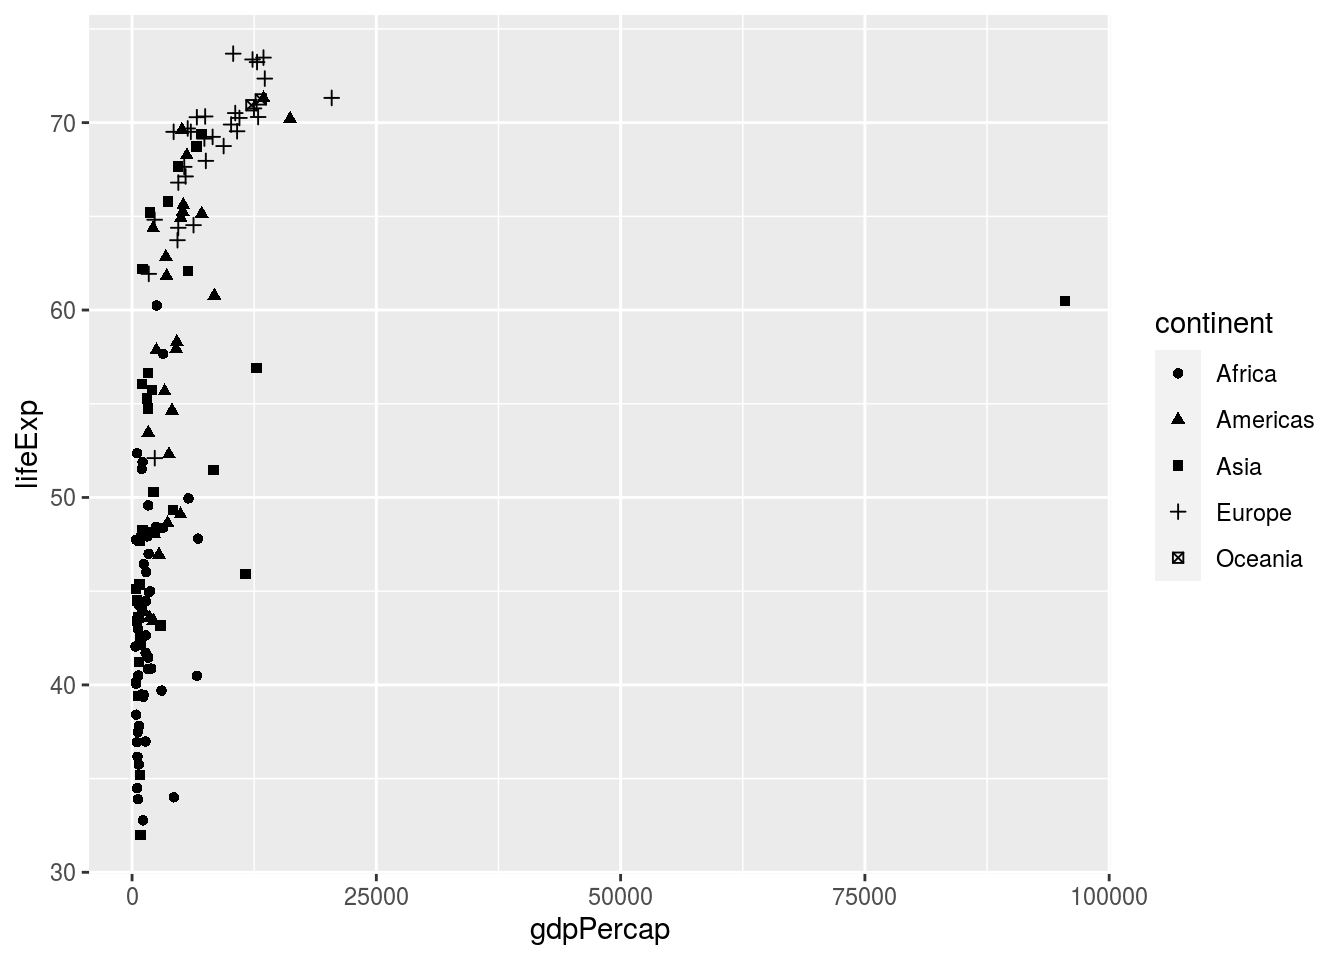 lifeExp
70
60
50
40
30
0 25000 50000 75000 100000
gdpPercap
continent
Africa
Americas
Asia
Europe
Oceania